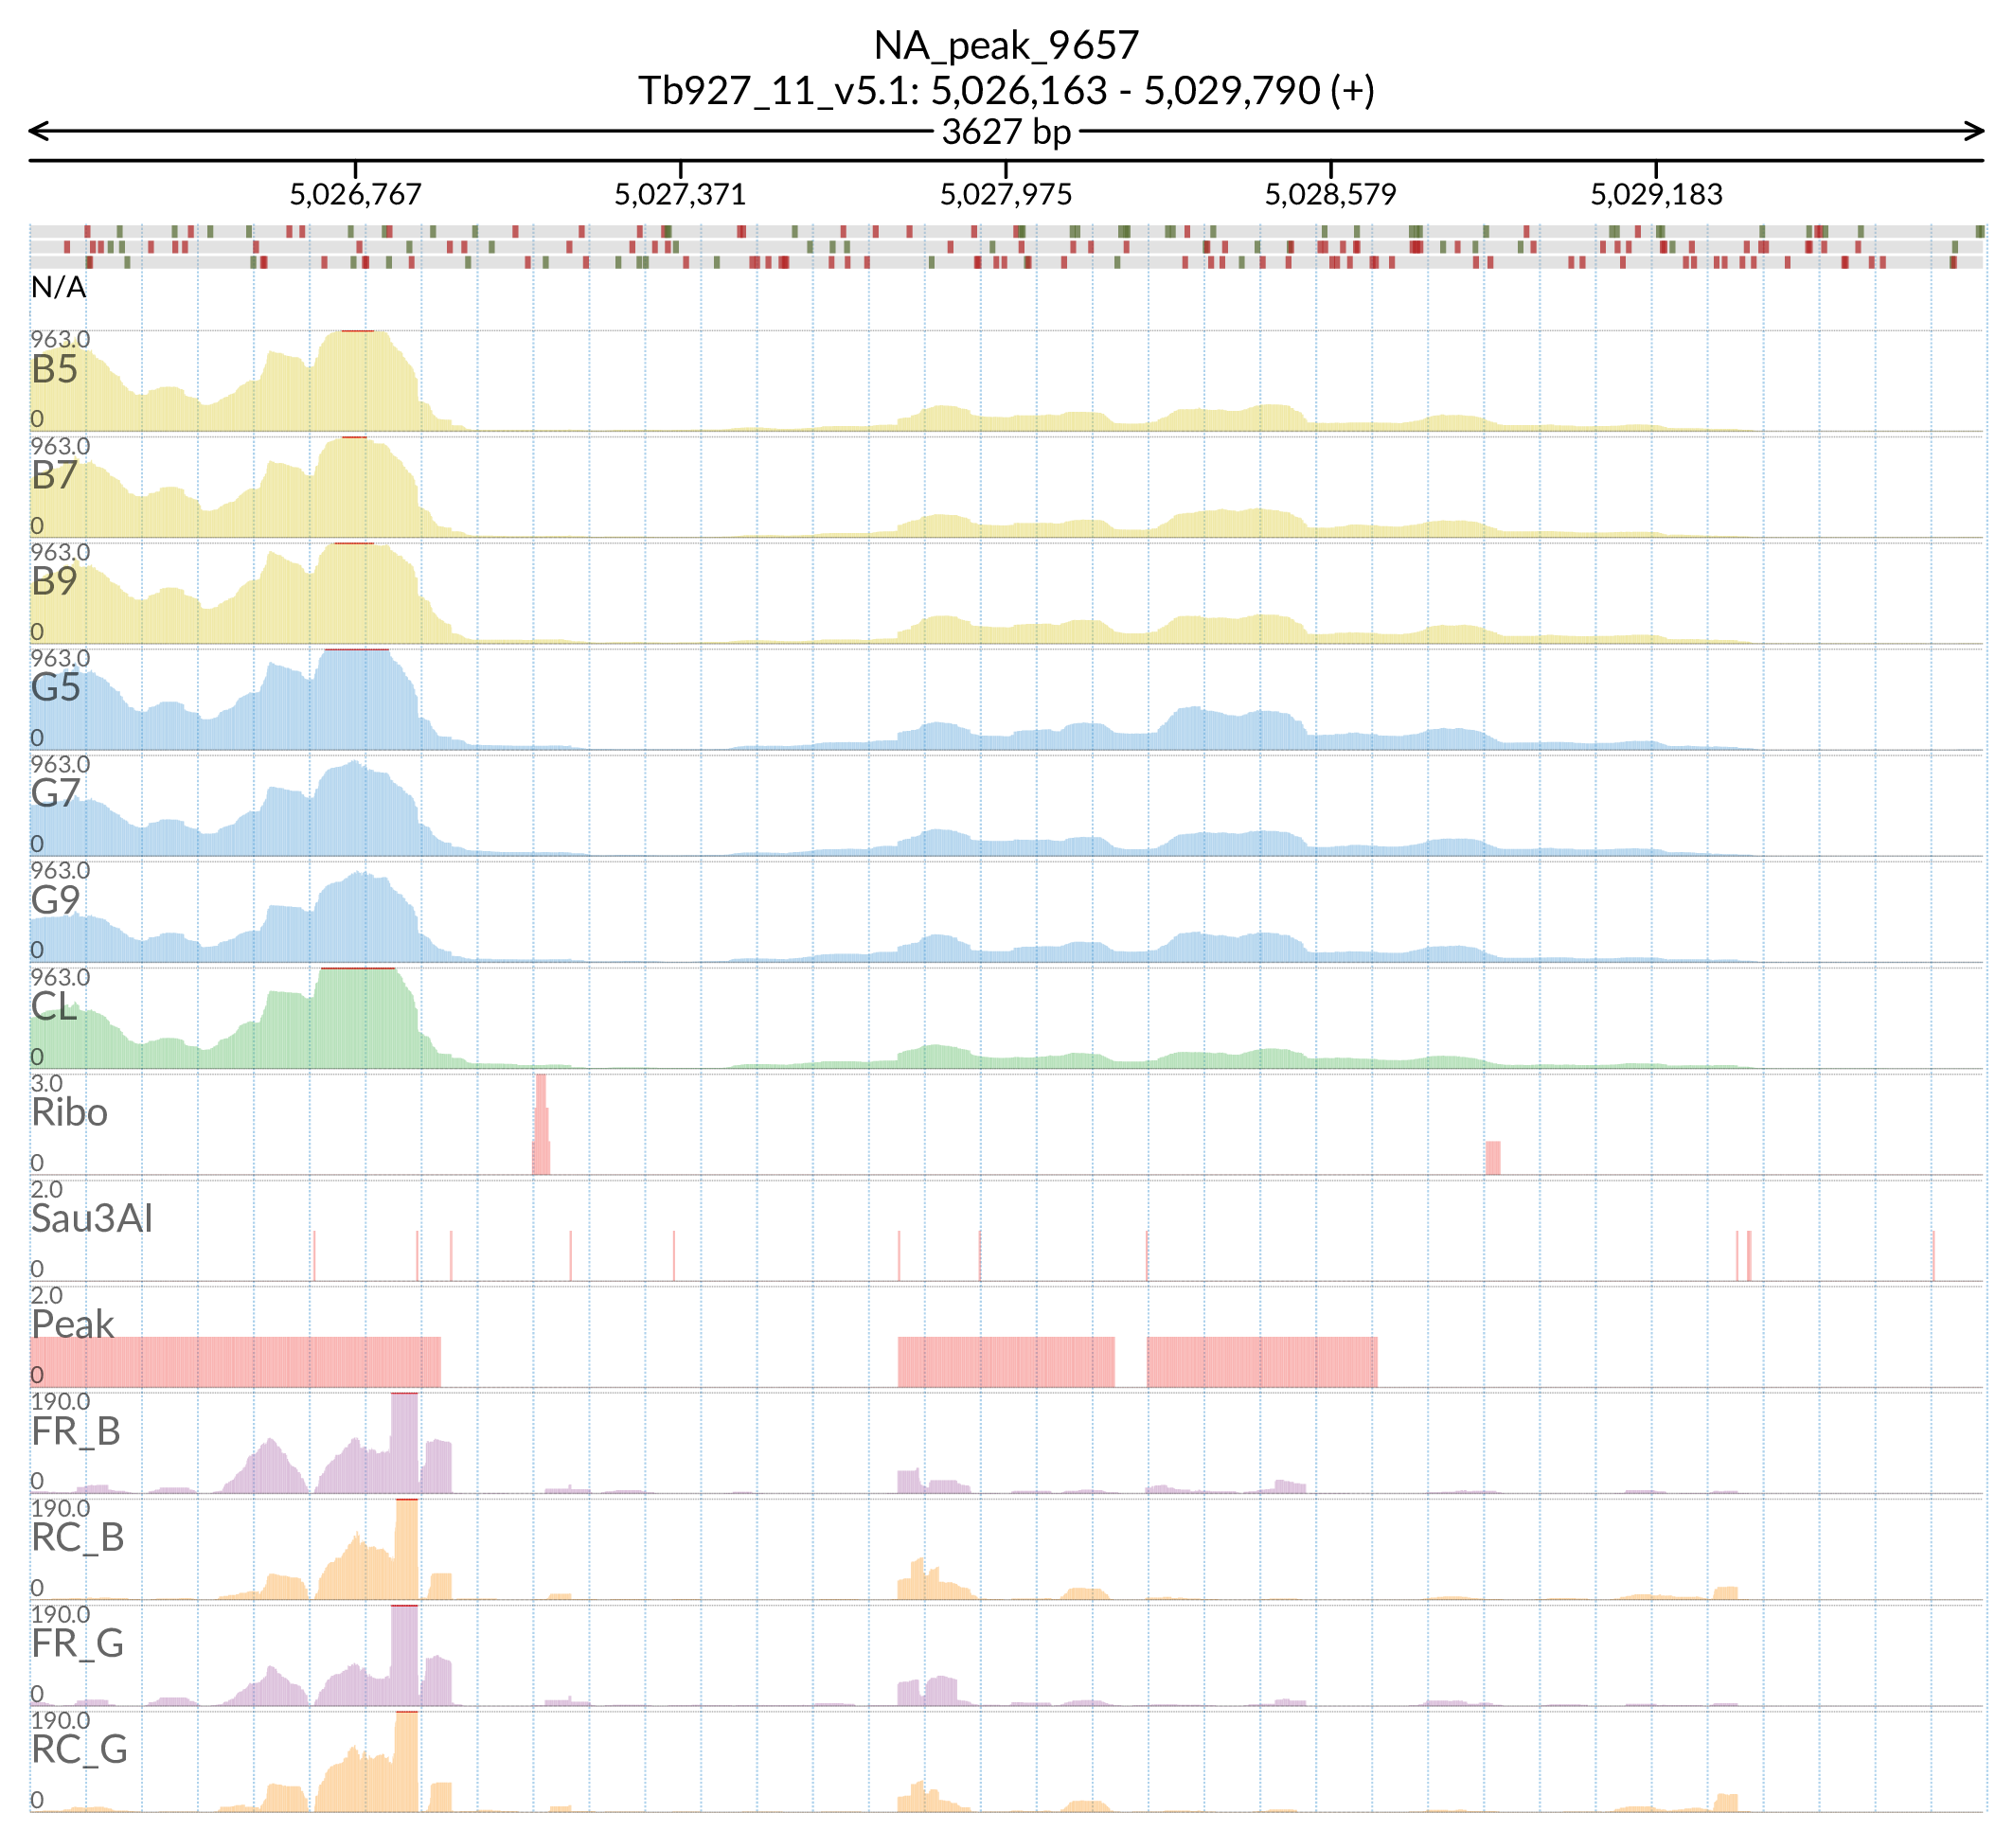 NA_peak_9657
Tb927_11_v5.1: 5,026,163 - 5,029,790 (+)
3627 bp
5,026,767 5,027,371 5,027,975 5,028,579 5,029,183
N/A
963.0
B5
0
963.0
B7
0
963.0
B9
0
963.0
G5
0
963.0
G7
0
963.0
G9
0
963.0
CL
0
3.0
Ribo
0
2.0
Sau3AI
0
2.0
Peak
0
190.0
FR_B
0
190.0
RC_B
0
190.0
FR_G
0
190.0
RC_G
0